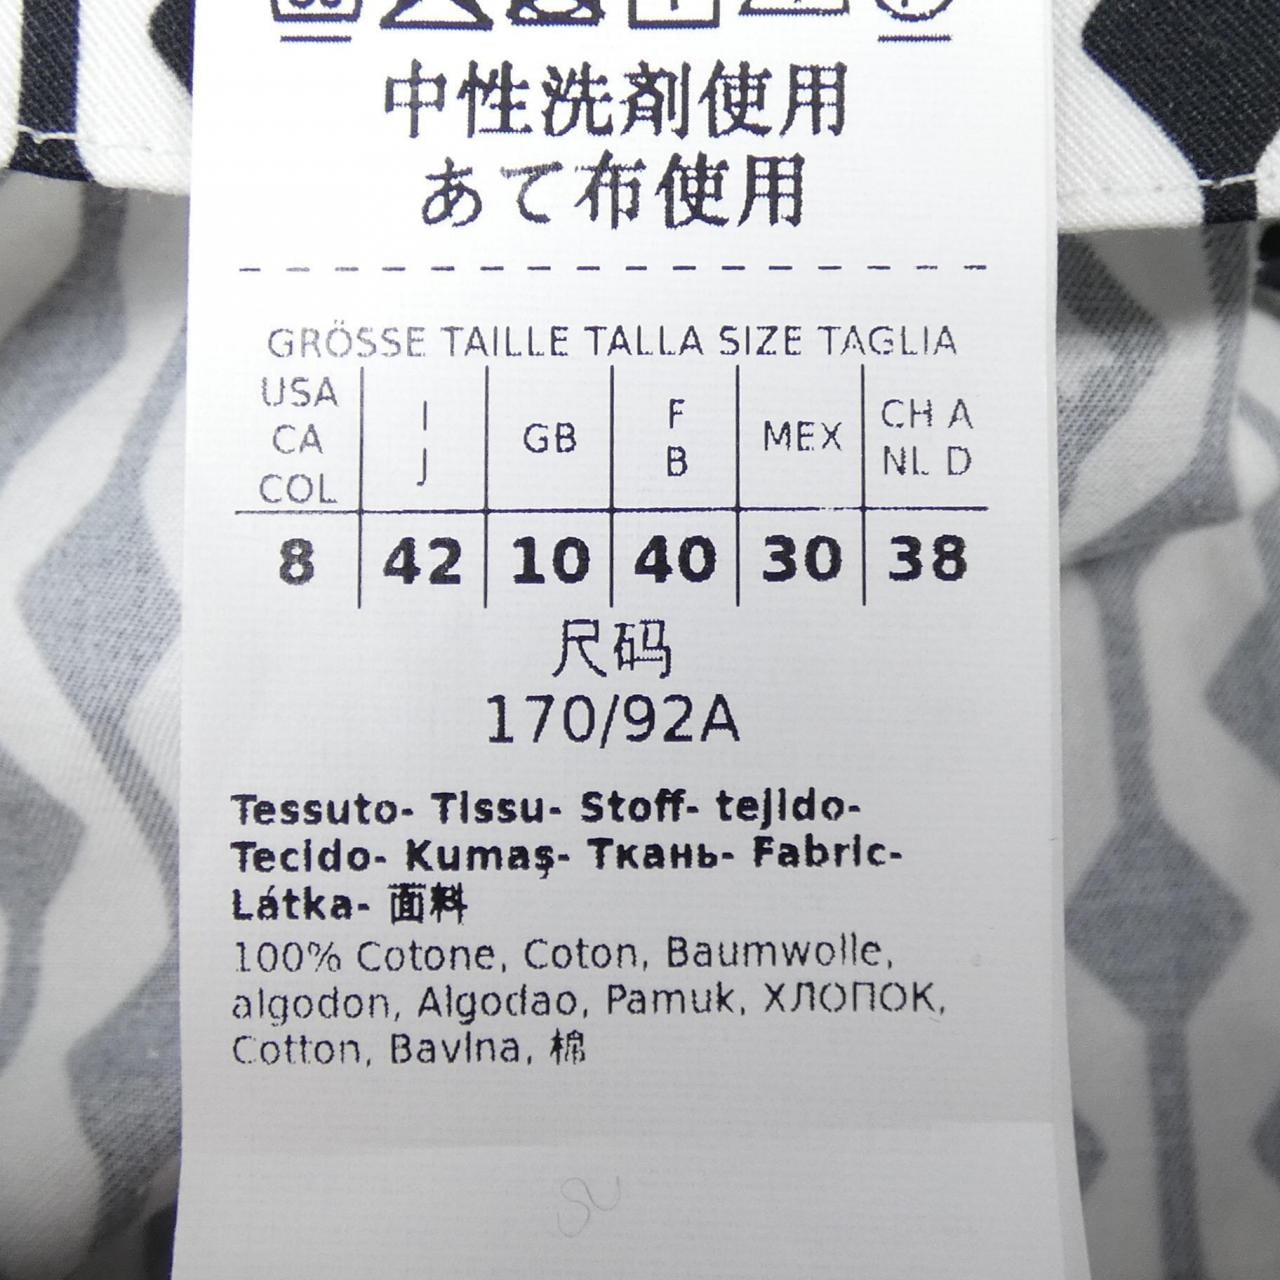 中性洗剤使用
あて布使用
GRÖSSE TAILLE TALLA SIZE TAGLIA
USA CA COL | I J | GB | F B | MEX | CH A NL D
8 | 42 | 10 | 40 | 30 | 38
尺码
170/92A
Tessuto- Tissu- Stoff- tejido-
Tecido- Kumaş- Ткань- Fabric-
Látka- 面料
100% Cotone, Coton, Baumwolle,
algodon, Algodao, Pamuk, ХЛОПОК,
Cotton, Bavlna, 棉